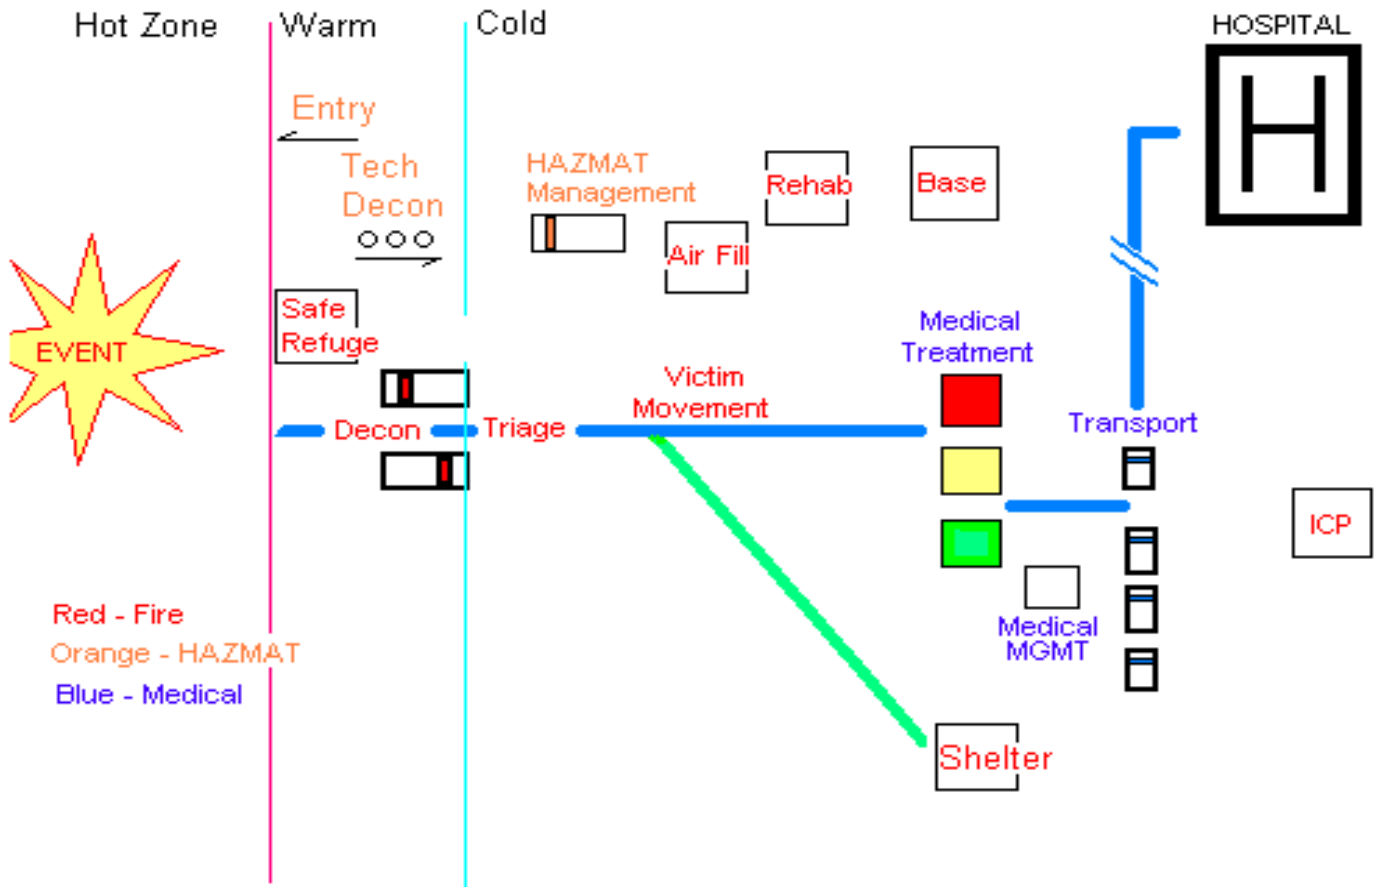 Hot Zone
Warm
Cold
HOSPITAL
H
Entry
Tech
Decon
HAZMAT
Management
Rehab
Base
Air Fill
Safe
Refuge
EVENT
Medical
Treatment
Victim
Movement
Decon
Triage
Transport
ICP
Red - Fire
Orange - HAZMAT
Blue - Medical
Medical
MGMT
Shelter